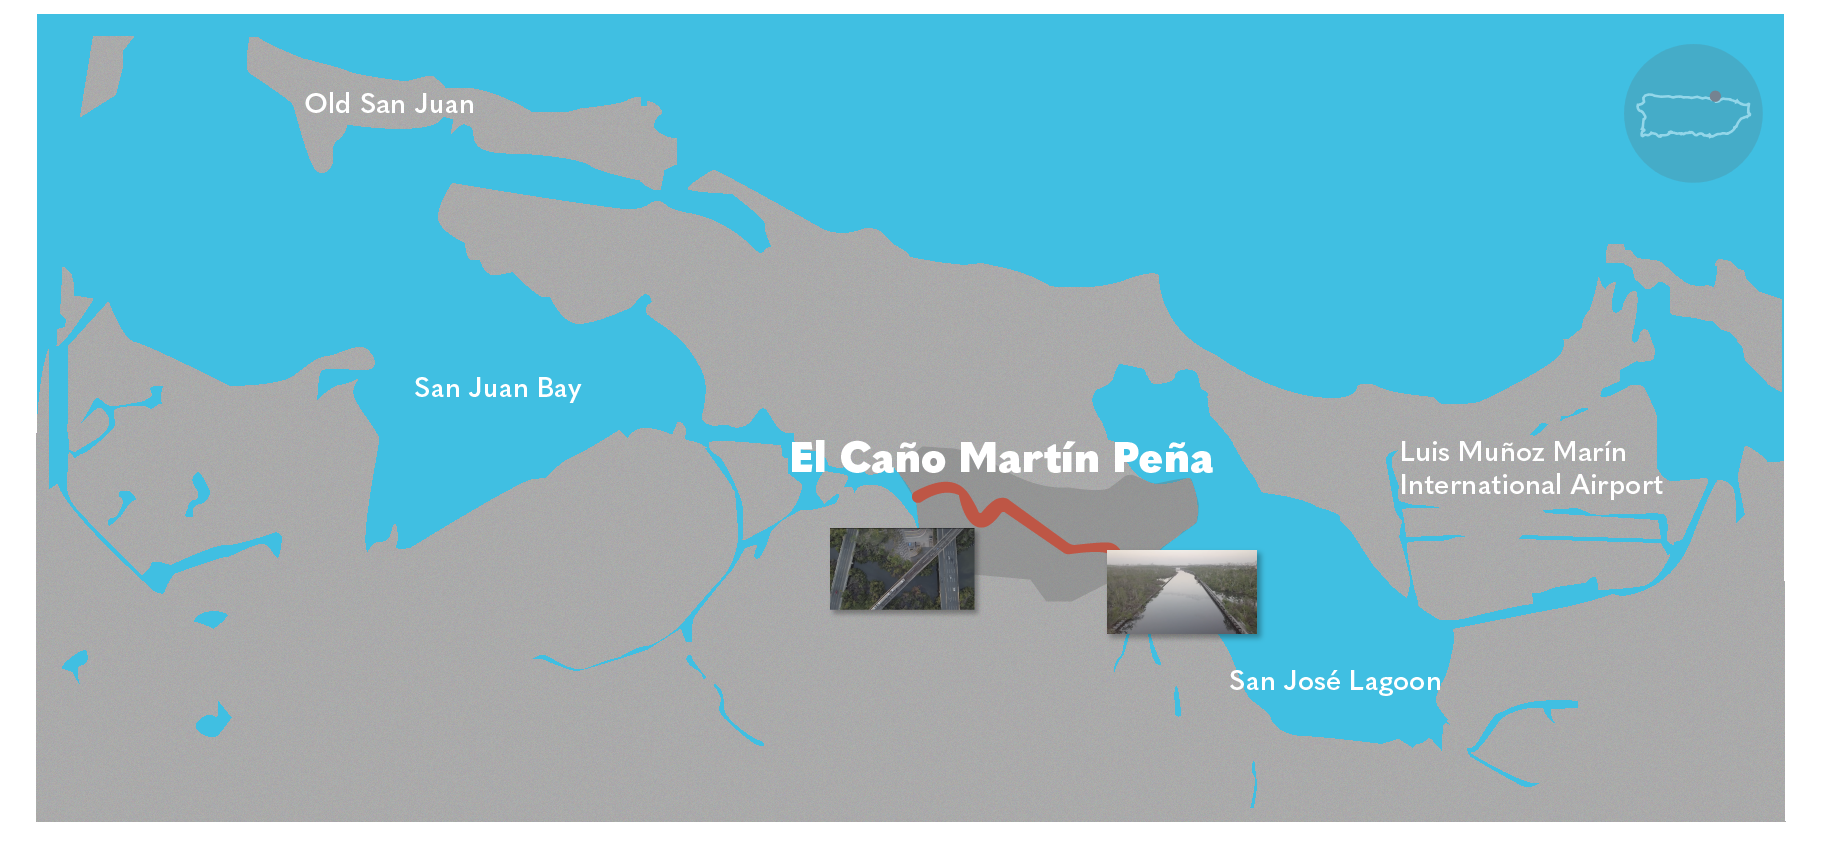 Old San Juan
San Juan Bay
El Caño Martín Peña
Luis Muñoz Marín
International Airport
San José Lagoon